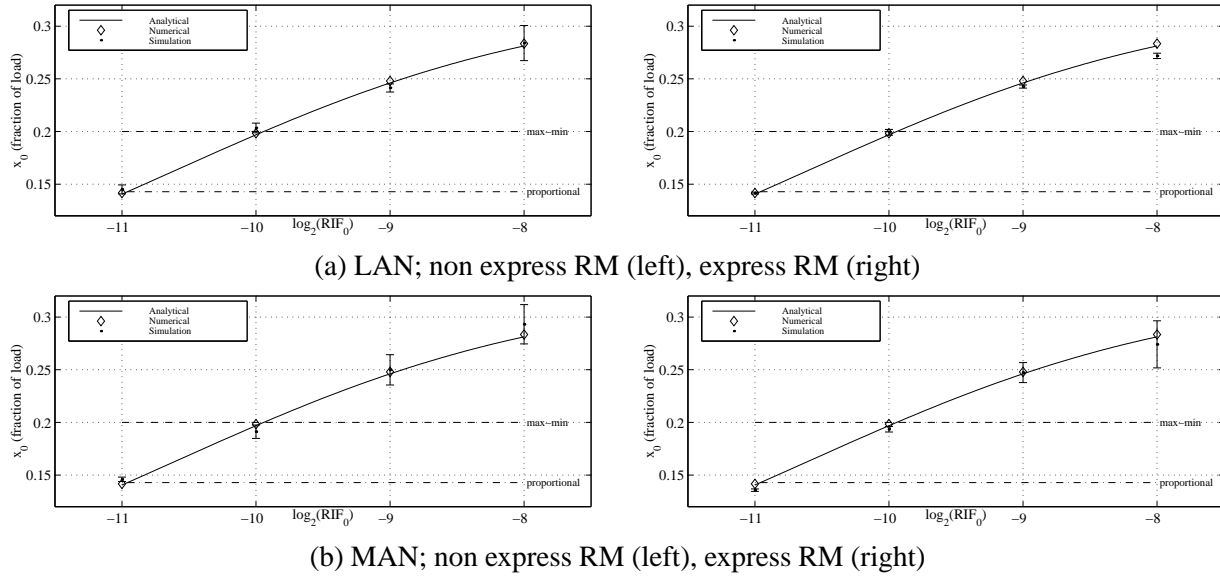 0.3
0.25
0.2
0.15
x_0 (fraction of load)
Analytical
Numerical
Simulation
max−min
proportional
−11
−10
−9
−8
log_2(RIF_0)
0.3
0.25
0.2
0.15
x_0 (fraction of load)
Analytical
Numerical
Simulation
max−min
proportional
−11
−10
−9
−8
log_2(RIF_0)
(a) LAN; non express RM (left), express RM (right)
0.3
0.25
0.2
0.15
x_0 (fraction of load)
Analytical
Numerical
Simulation
max−min
proportional
−11
−10
−9
−8
log_2(RIF_0)
0.3
0.25
0.2
0.15
x_0 (fraction of load)
Analytical
Numerical
Simulation
max−min
proportional
−11
−10
−9
−8
log_2(RIF_0)
(b) MAN; non express RM (left), express RM (right)